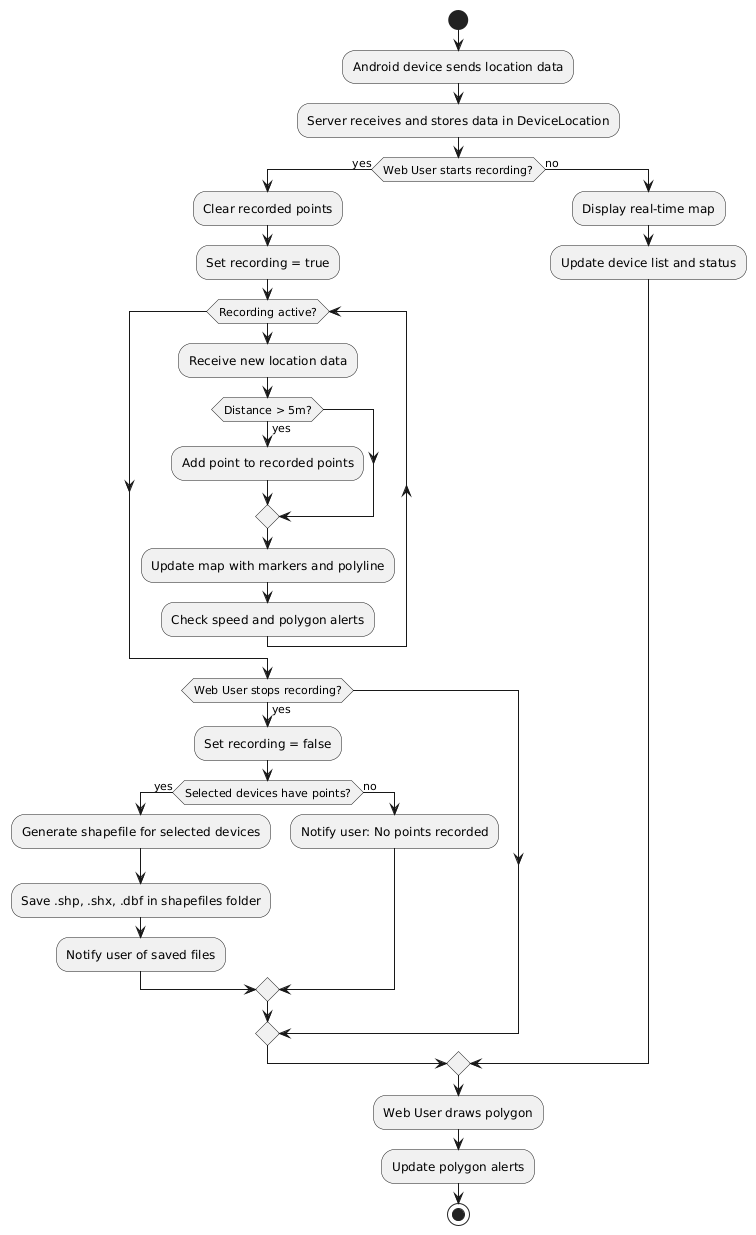 Android device sends location data
Server receives and stores data in DeviceLocation
yes
Web User starts recording?
no
Clear recorded points
Display real-time map
Set recording = true
Update device list and status
Recording active?
Receive new location data
Distance > 5m?
yes
Add point to recorded points
Update map with markers and polyline
Check speed and polygon alerts
Web User stops recording?
yes
Set recording = false
yes
Selected devices have points?
no
Generate shapefile for selected devices
Notify user: No points recorded
Save .shp, .shx, .dbf in shapefiles folder
Notify user of saved files
Web User draws polygon
Update polygon alerts